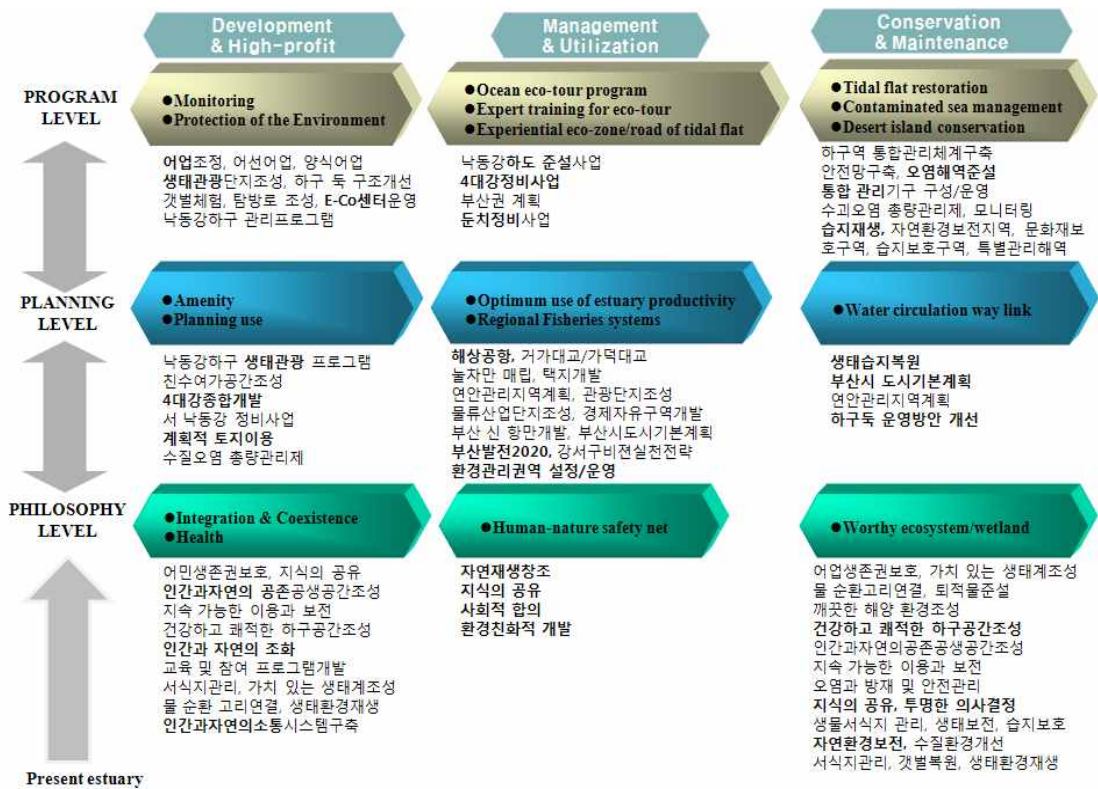 Development
& High-profit
Management
& Utilization
Conservation
& Maintenance
PROGRAM
LEVEL
●Monitoring
●Protection of the Environment
●Ocean eco-tour program
●Expert training for eco-tour
●Experiential eco-zone/road of tidal flat
●Tidal flat restoration
●Contaminated sea management
●Desert island conservation
어업조정, 어선어업, 양식어업
생태관광단지조성, 하구 둑 구조개선
갯벌체험, 탐방로 조성, E-Co센터운영
낙동강하구 관리프로그램
낙동강하도 준설사업
4대강정비사업
부산권 계획
둔치정비사업
하구역 통합관리체계구축
안전망구축, 오염해역준설
통합 관리기구 구성/운영
수괴오염 총량관리제, 모니터링
습지재생, 자연환경보전지역, 문화재보
호구역, 습지보호구역, 특별관리해역
PLANNING
LEVEL
●Amenity
●Planning use
●Optimum use of estuary productivity
●Regional Fisheries systems
●Water circulation way link
낙동강하구 생태관광 프로그램
친수여가공간조성
4대강종합개발
서 낙동강 정비사업
계획적 토지이용
수질오염 총량관리제
해상공항, 거가대교/가덕대교
눌차만 매립, 택지개발
연안관리지역계획, 관광단지조성
물류산업단지조성, 경제자유구역개발
부산 신 항만개발, 부산시도시기본계획
부산발전2020, 강서구비젼실천전략
환경관리권역 설정/운영
생태습지복원
부산시 도시기본계획
연안관리지역계획
하구둑 운영방안 개선
PHILOSOPHY
LEVEL
●Integration & Coexistence
●Health
●Human-nature safety net
●Worthy ecosystem/wetland
어민생존권보호, 지식의 공유
인간과자연의 공존공생공간조성
지속 가능한 이용과 보전
건강하고 쾌적한 하구공간조성
인간과 자연의 조화
교육 및 참여 프로그램개발
서식지관리, 가치 있는 생태계조성
물 순환 고리연결, 생태환경재생
인간과자연의소통시스템구축
자연재생창조
지식의 공유
사회적 합의
환경친화적 개발
어업생존권보호, 가치 있는 생태계조성
물 순환고리연결, 퇴적물준설
깨끗한 해양 환경조성
건강하고 쾌적한 하구공간조성
인간과자연의공존공생공간조성
지속 가능한 이용과 보전
오염과 방재 및 안전관리
지식의 공유, 투명한 의사결정
생물서식지 관리, 생태보전, 습지보호
자연환경보전, 수질환경개선
서식지관리, 갯벌복원, 생태환경재생
Present estuary